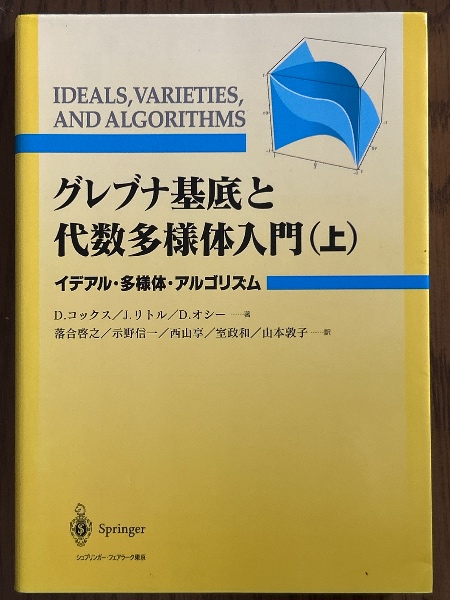 IDEALS, VARIETIES,
AND ALGORITHMS
グレブナ基底と
代数多様体入門(上)
イデアル・多様体・アルゴリズム
D.コックス/J.リトル/D.オシー……著
落合啓之/示野信一/西山享/室政和/山本敦子……訳
Springer
シュプリンガー・フェアラーク東京